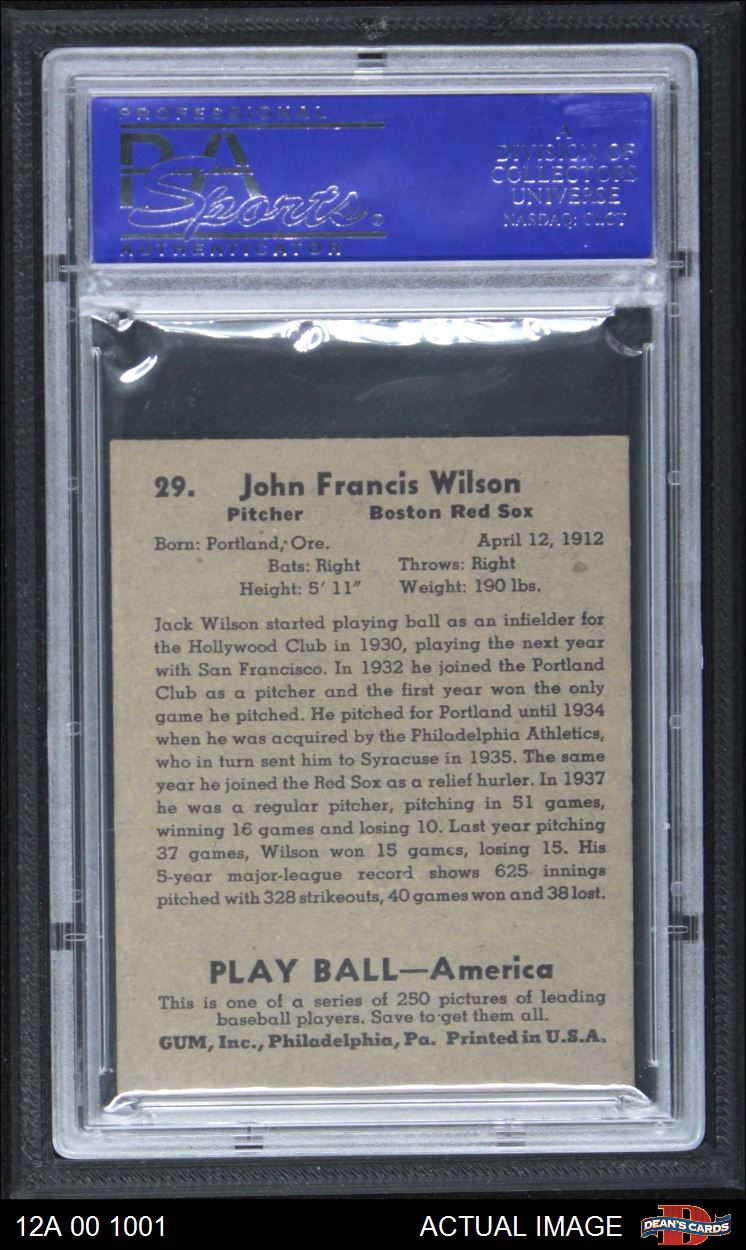 PROFESSIONAL
PSA
Sports
AUTHENTICATOR
A
DIVISION OF
COLLECTORS
UNIVERSE
NASDAQ: CLCT
29. John Francis Wilson
Pitcher Boston Red Sox
Born: Portland, Ore. April 12, 1912
Bats: Right Throws: Right
Height: 5' 11" Weight: 190 lbs.
Jack Wilson started playing ball as an infielder for
the Hollywood Club in 1930, playing the next year
with San Francisco. In 1932 he joined the Portland
Club as a pitcher and the first year won the only
game he pitched. He pitched for Portland until 1934
when he was acquired by the Philadelphia Athletics,
who in turn sent him to Syracuse in 1935. The same
year he joined the Red Sox as a relief hurler. In 1937
he was a regular pitcher, pitching in 51 games,
winning 16 games and losing 10. Last year pitching
37 games, Wilson won 15 games, losing 15. His
5-year major-league record shows 625 innings
pitched with 328 strikeouts, 40 games won and 38 lost.
PLAY BALL—America
This is one of a series of 250 pictures of leading
baseball players. Save to get them all.
GUM, Inc., Philadelphia, Pa. Printed in U.S.A.
12A 00 1001 ACTUAL IMAGE DEAN'S CARDS